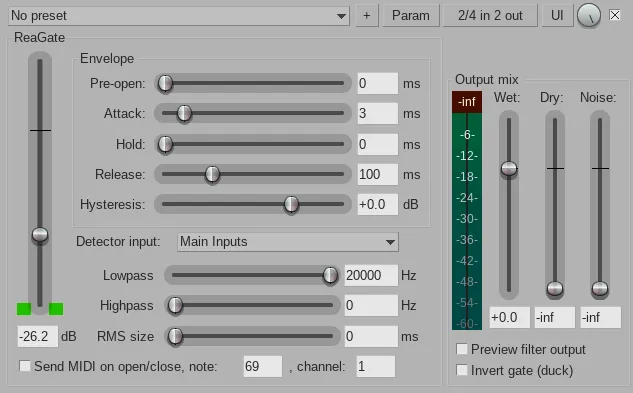 No preset + Param 2/4 in 2 out UI
ReaGate
Envelope
Pre-open: 0 ms
Attack: 3 ms
Hold: 0 ms
Release: 100 ms
Hysteresis: +0.0 dB
Detector input: Main Inputs
Lowpass 20000 Hz
Highpass 0 Hz
-26.2 dB RMS size 0 ms
Send MIDI on open/close, note: 69 , channel: 1
Output mix
-inf Wet: Dry: Noise:
-6-
-12-
-18-
-24-
-30-
-36-
-42-
-48-
-54-
-60-
+0.0 -inf -inf
Preview filter output
Invert gate (duck)